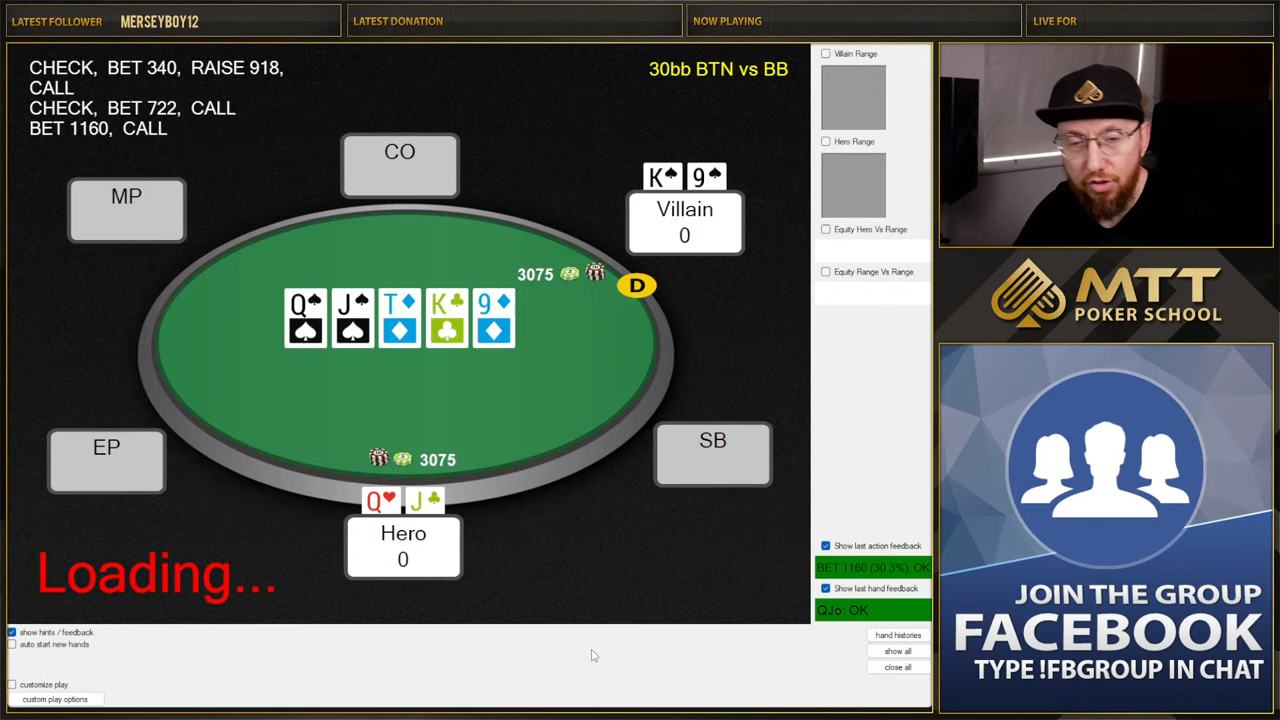 LATEST FOLLOWER MERSEYBOY12
LATEST DONATION
NOW PLAYING
LIVE FOR
CHECK, BET 340, RAISE 918,
CALL
CHECK, BET 722, CALL
BET 1160, CALL
30bb BTN vs BB
CO
MP
K♠ 9♠
Villain
0
3075
D
Q♠ J♠ T♦ K♣ 9♦
EP
SB
3075
Q♥ J♣
Hero
0
Loading...
Villain Range
Hero Range
Equity Hero Vs Range
Equity Range Vs Range
Show last action feedback
BET 1160 (30.3%): OK
Show last hand feedback
QJo: OK
show hints / feedback
auto start new hands
customize play
custom play options
hand histories
show all
close all
MTT
POKER SCHOOL
JOIN THE GROUP
FACEBOOK
TYPE !FBGROUP IN CHAT